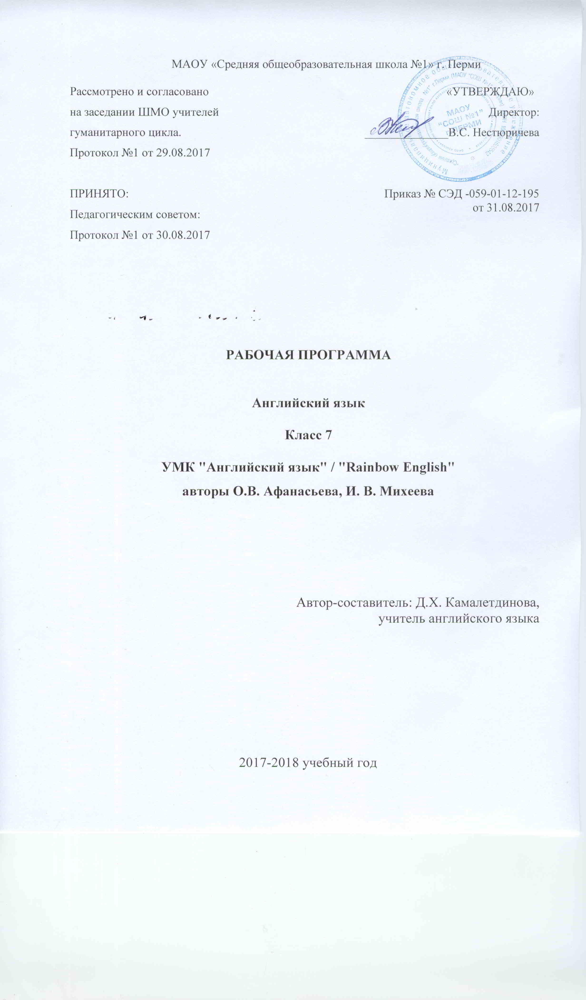 МАОУ «Средняя общеобразовательная школа №1» г. Перми
Рассмотрено и согласовано
на заседании ШМО учителей
гуманитарного цикла.
Протокол №1 от 29.08.2017
«УТВЕРЖДАЮ»
Директор:
В.С. Нестюричева
МАОУ
"СОШ №1"
г. ПЕРМИ
ПРИНЯТО:
Педагогическим советом:
Протокол №1 от 30.08.2017
Приказ № СЭД -059-01-12-195
от 31.08.2017
РАБОЧАЯ ПРОГРАММА
Английский язык
Класс 7
УМК "Английский язык" / "Rainbow English"
авторы О.В. Афанасьева, И. В. Михеева
Автор-составитель: Д.Х. Камалетдинова,
учитель английского языка
2017-2018 учебный год